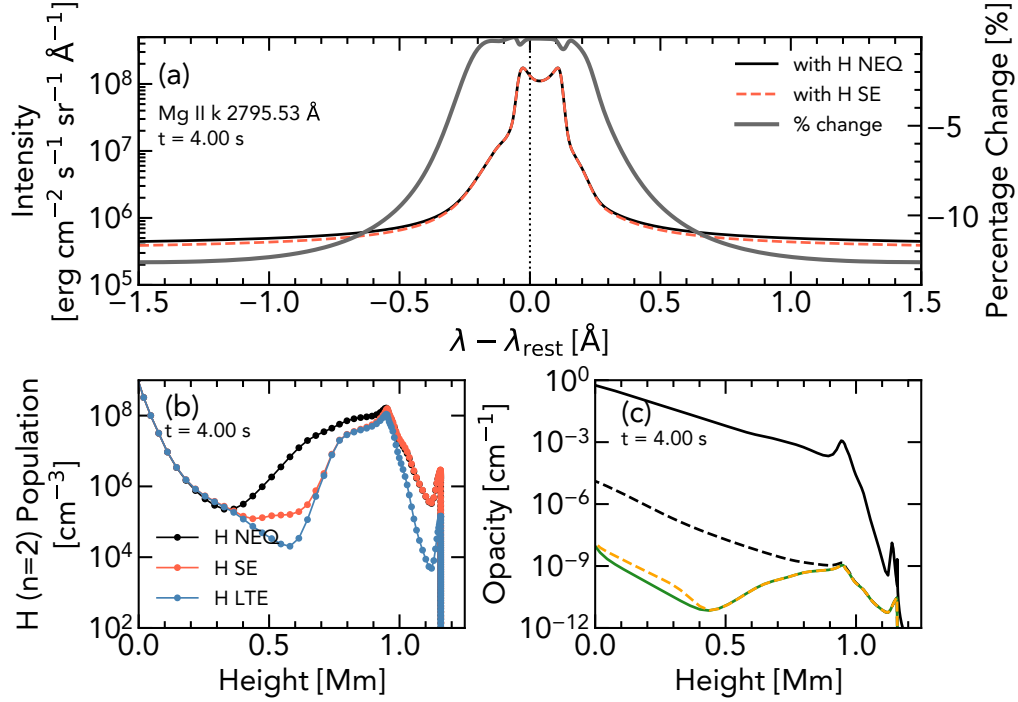 (a)
Mg II k 2795.53 Å
t = 4.00 s
with H NEQ
with H SE
% change
Intensity
[erg cm⁻² s⁻¹ sr⁻¹ Å⁻¹]
10⁸
10⁷
10⁶
10⁵
Percentage Change [%]
−5
−10
−1.5 −1.0 −0.5 0.0 0.5 1.0 1.5
λ − λrest [Å]
(b)
t = 4.00 s
H NEQ
H SE
H LTE
H (n=2) Population
[cm⁻³]
10⁸
10⁶
10⁴
10²
0.0 0.5 1.0
Height [Mm]
(c)
t = 4.00 s
Opacity [cm⁻¹]
10⁰
10⁻³
10⁻⁶
10⁻⁹
10⁻¹²
0.0 0.5 1.0
Height [Mm]